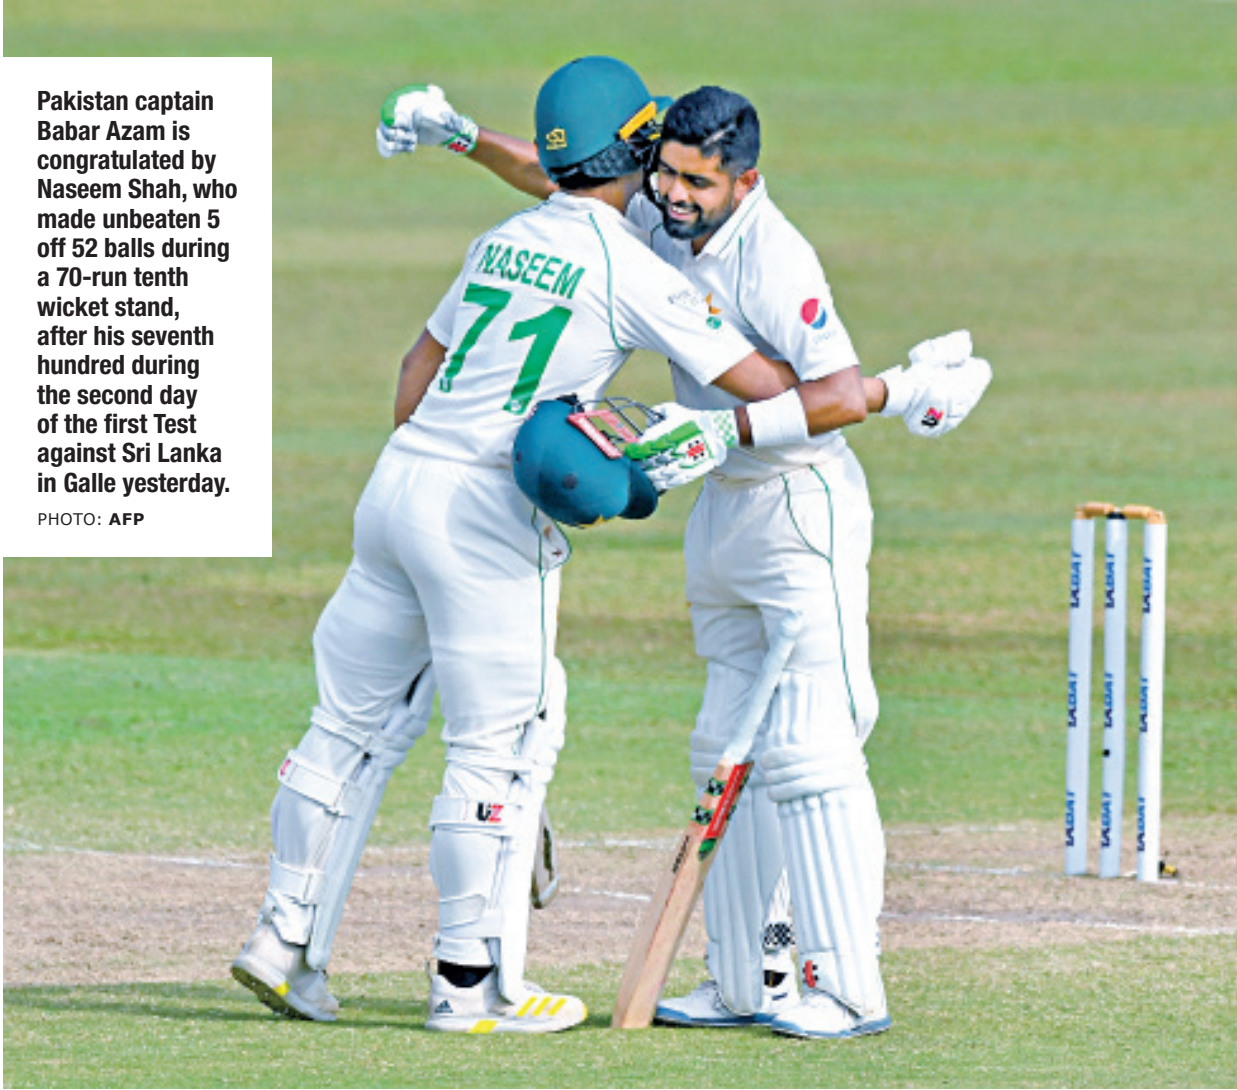 Pakistan captain
Babar Azam is
congratulated by
Naseem Shah, who
made unbeaten 5
off 52 balls during
a 70-run tenth
wicket stand,
after his seventh
hundred during
the second day
of the first Test
against Sri Lanka
in Galle yesterday.
PHOTO: AFP
NASEEM
71
UZ
UZ